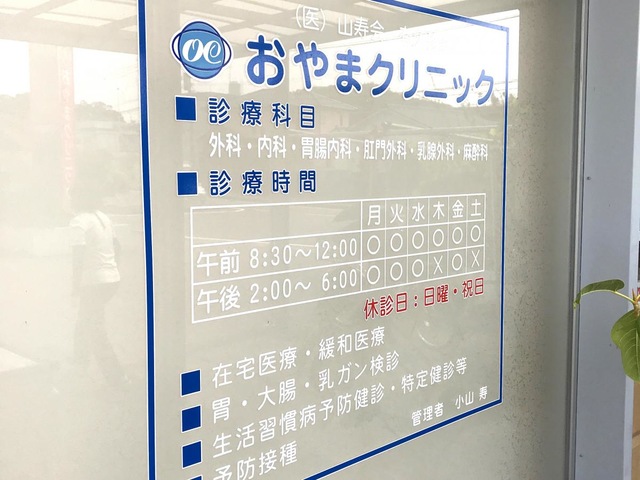 (医)山寿会
OC
おやまクリニック
■診療科目
外科・内科・胃腸内科・肛門外科・乳腺外科・麻酔科
■診療時間
月 火 水 木 金 土
午前 8:30〜12:00 ○ ○ ○ ○ ○ ○
午後 2:00〜 6:00 ○ ○ ○ X ○ X
休診日:日曜・祝日
■在宅医療・緩和医療
■胃・大腸・乳ガン検診
■生活習慣病予防健診・特定健診等
■予防接種
管理者 小山 寿